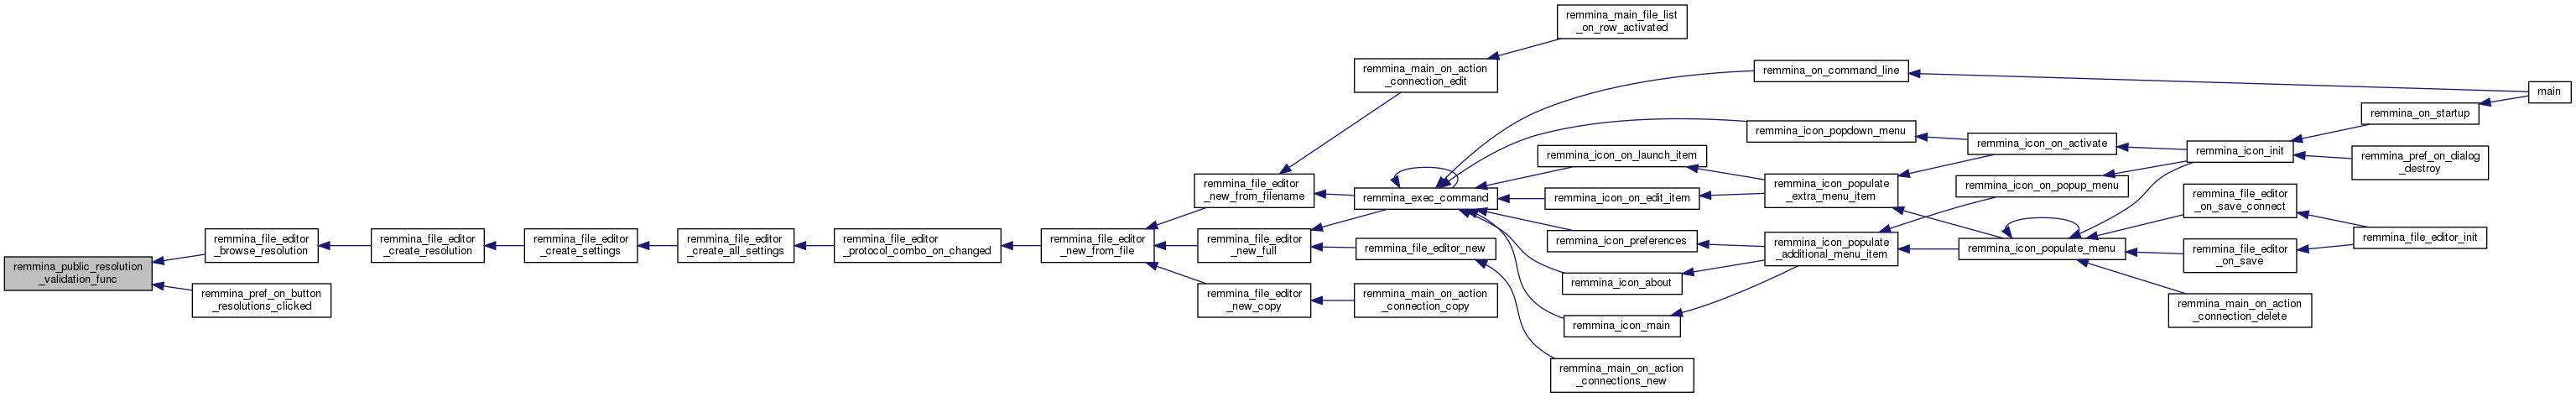 remmina_public_resolution
_validation_func
remmina_file_editor
_browse_resolution
remmina_pref_on_button
_resolutions_clicked
remmina_file_editor
_create_resolution
remmina_file_editor
_create_settings
remmina_file_editor
_create_all_settings
remmina_file_editor
_protocol_combo_on_changed
remmina_file_editor
_new_from_file
remmina_file_editor
_new_from_filename
remmina_file_editor
_new_full
remmina_file_editor
_new_copy
remmina_main_on_action
_connection_edit
remmina_exec_command
remmina_file_editor_new
remmina_main_on_action
_connection_copy
remmina_main_file_list
_on_row_activated
remmina_icon_on_launch_item
remmina_icon_on_edit_item
remmina_icon_preferences
remmina_icon_about
remmina_icon_main
remmina_main_on_action
_connections_new
remmina_on_command_line
remmina_icon_popdown_menu
remmina_icon_populate
_extra_menu_item
remmina_icon_populate
_additional_menu_item
remmina_icon_on_activate
remmina_icon_on_popup_menu
remmina_icon_populate_menu
remmina_icon_init
remmina_file_editor
_on_save_connect
remmina_file_editor
_on_save
remmina_main_on_action
_connection_delete
remmina_on_startup
remmina_pref_on_dialog
_destroy
remmina_file_editor_init
main